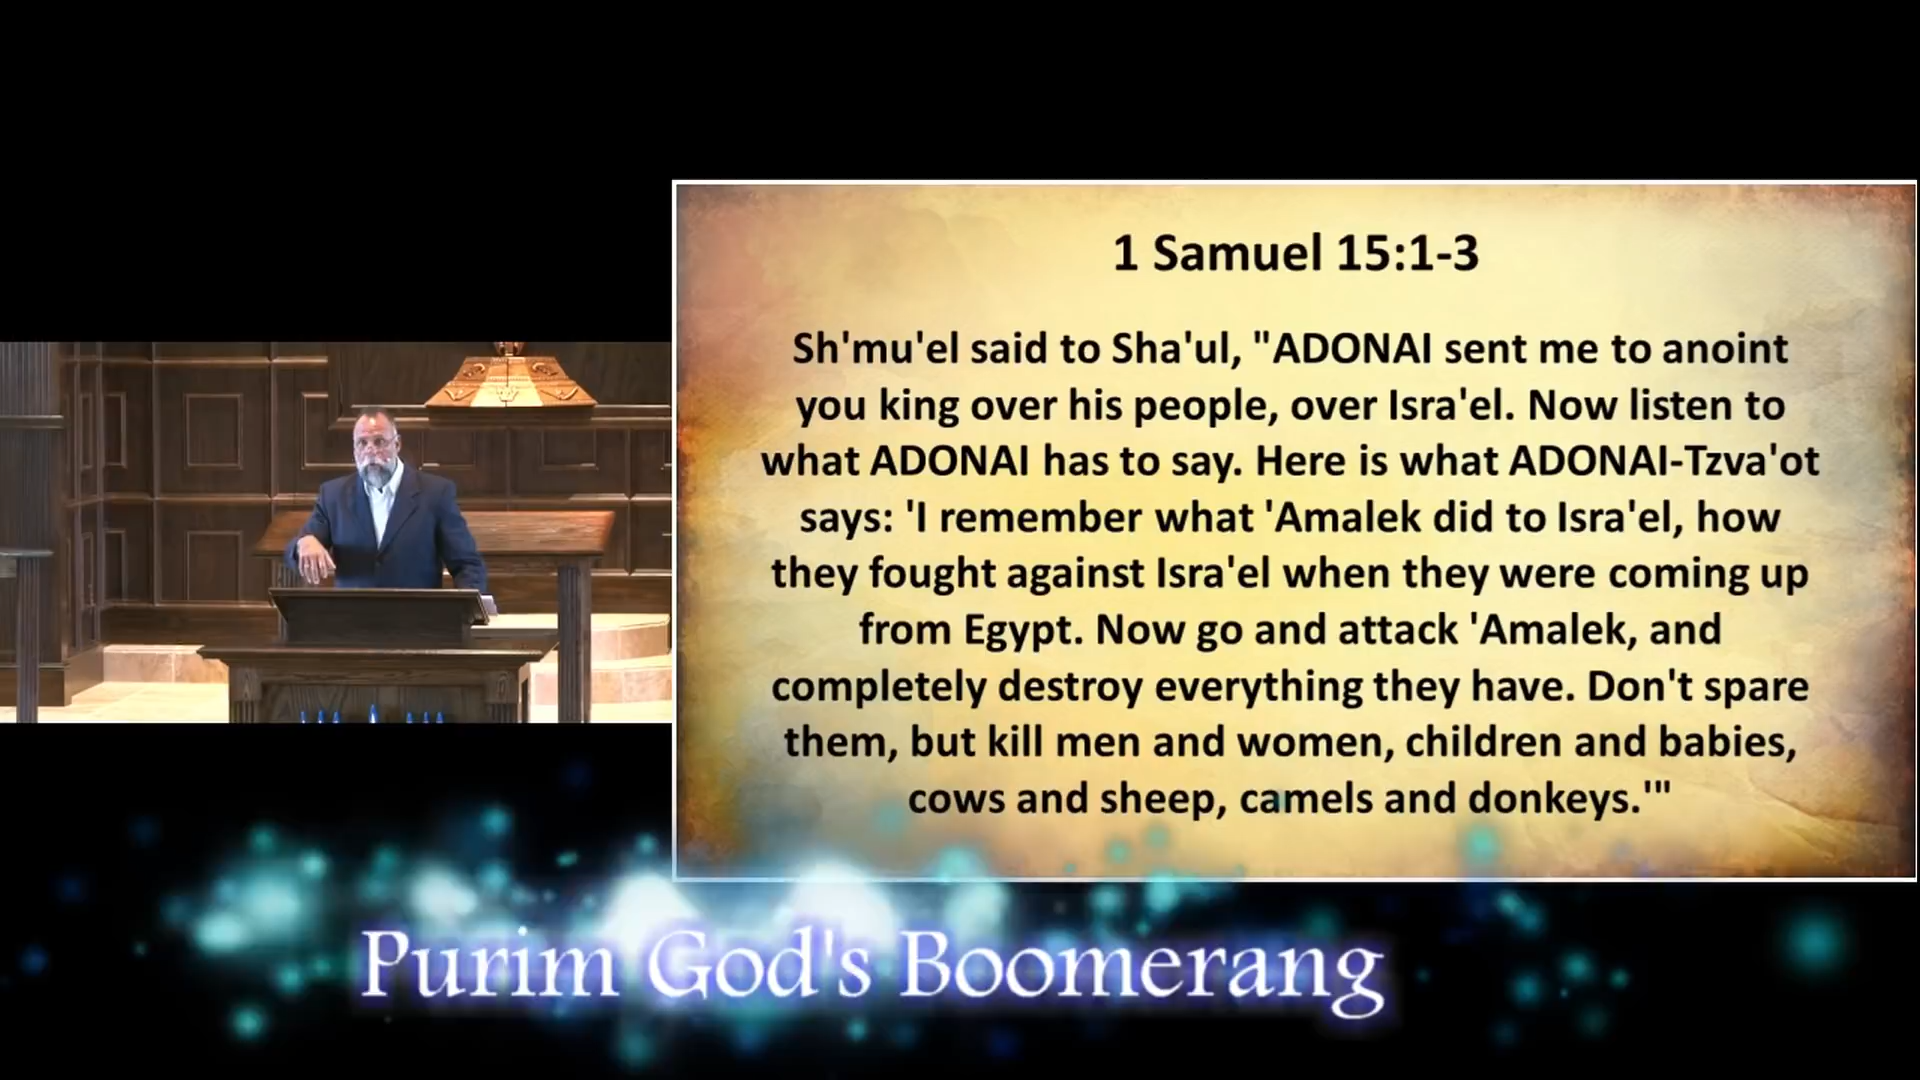 1 Samuel 15:1-3
Sh'mu'el said to Sha'ul, "ADONAI sent me to anoint
you king over his people, over Isra'el. Now listen to
what ADONAI has to say. Here is what ADONAI-Tzva'ot
says: 'I remember what 'Amalek did to Isra'el, how
they fought against Isra'el when they were coming up
from Egypt. Now go and attack 'Amalek, and
completely destroy everything they have. Don't spare
them, but kill men and women, children and babies,
cows and sheep, camels and donkeys.'"
Purim God's Boomerang